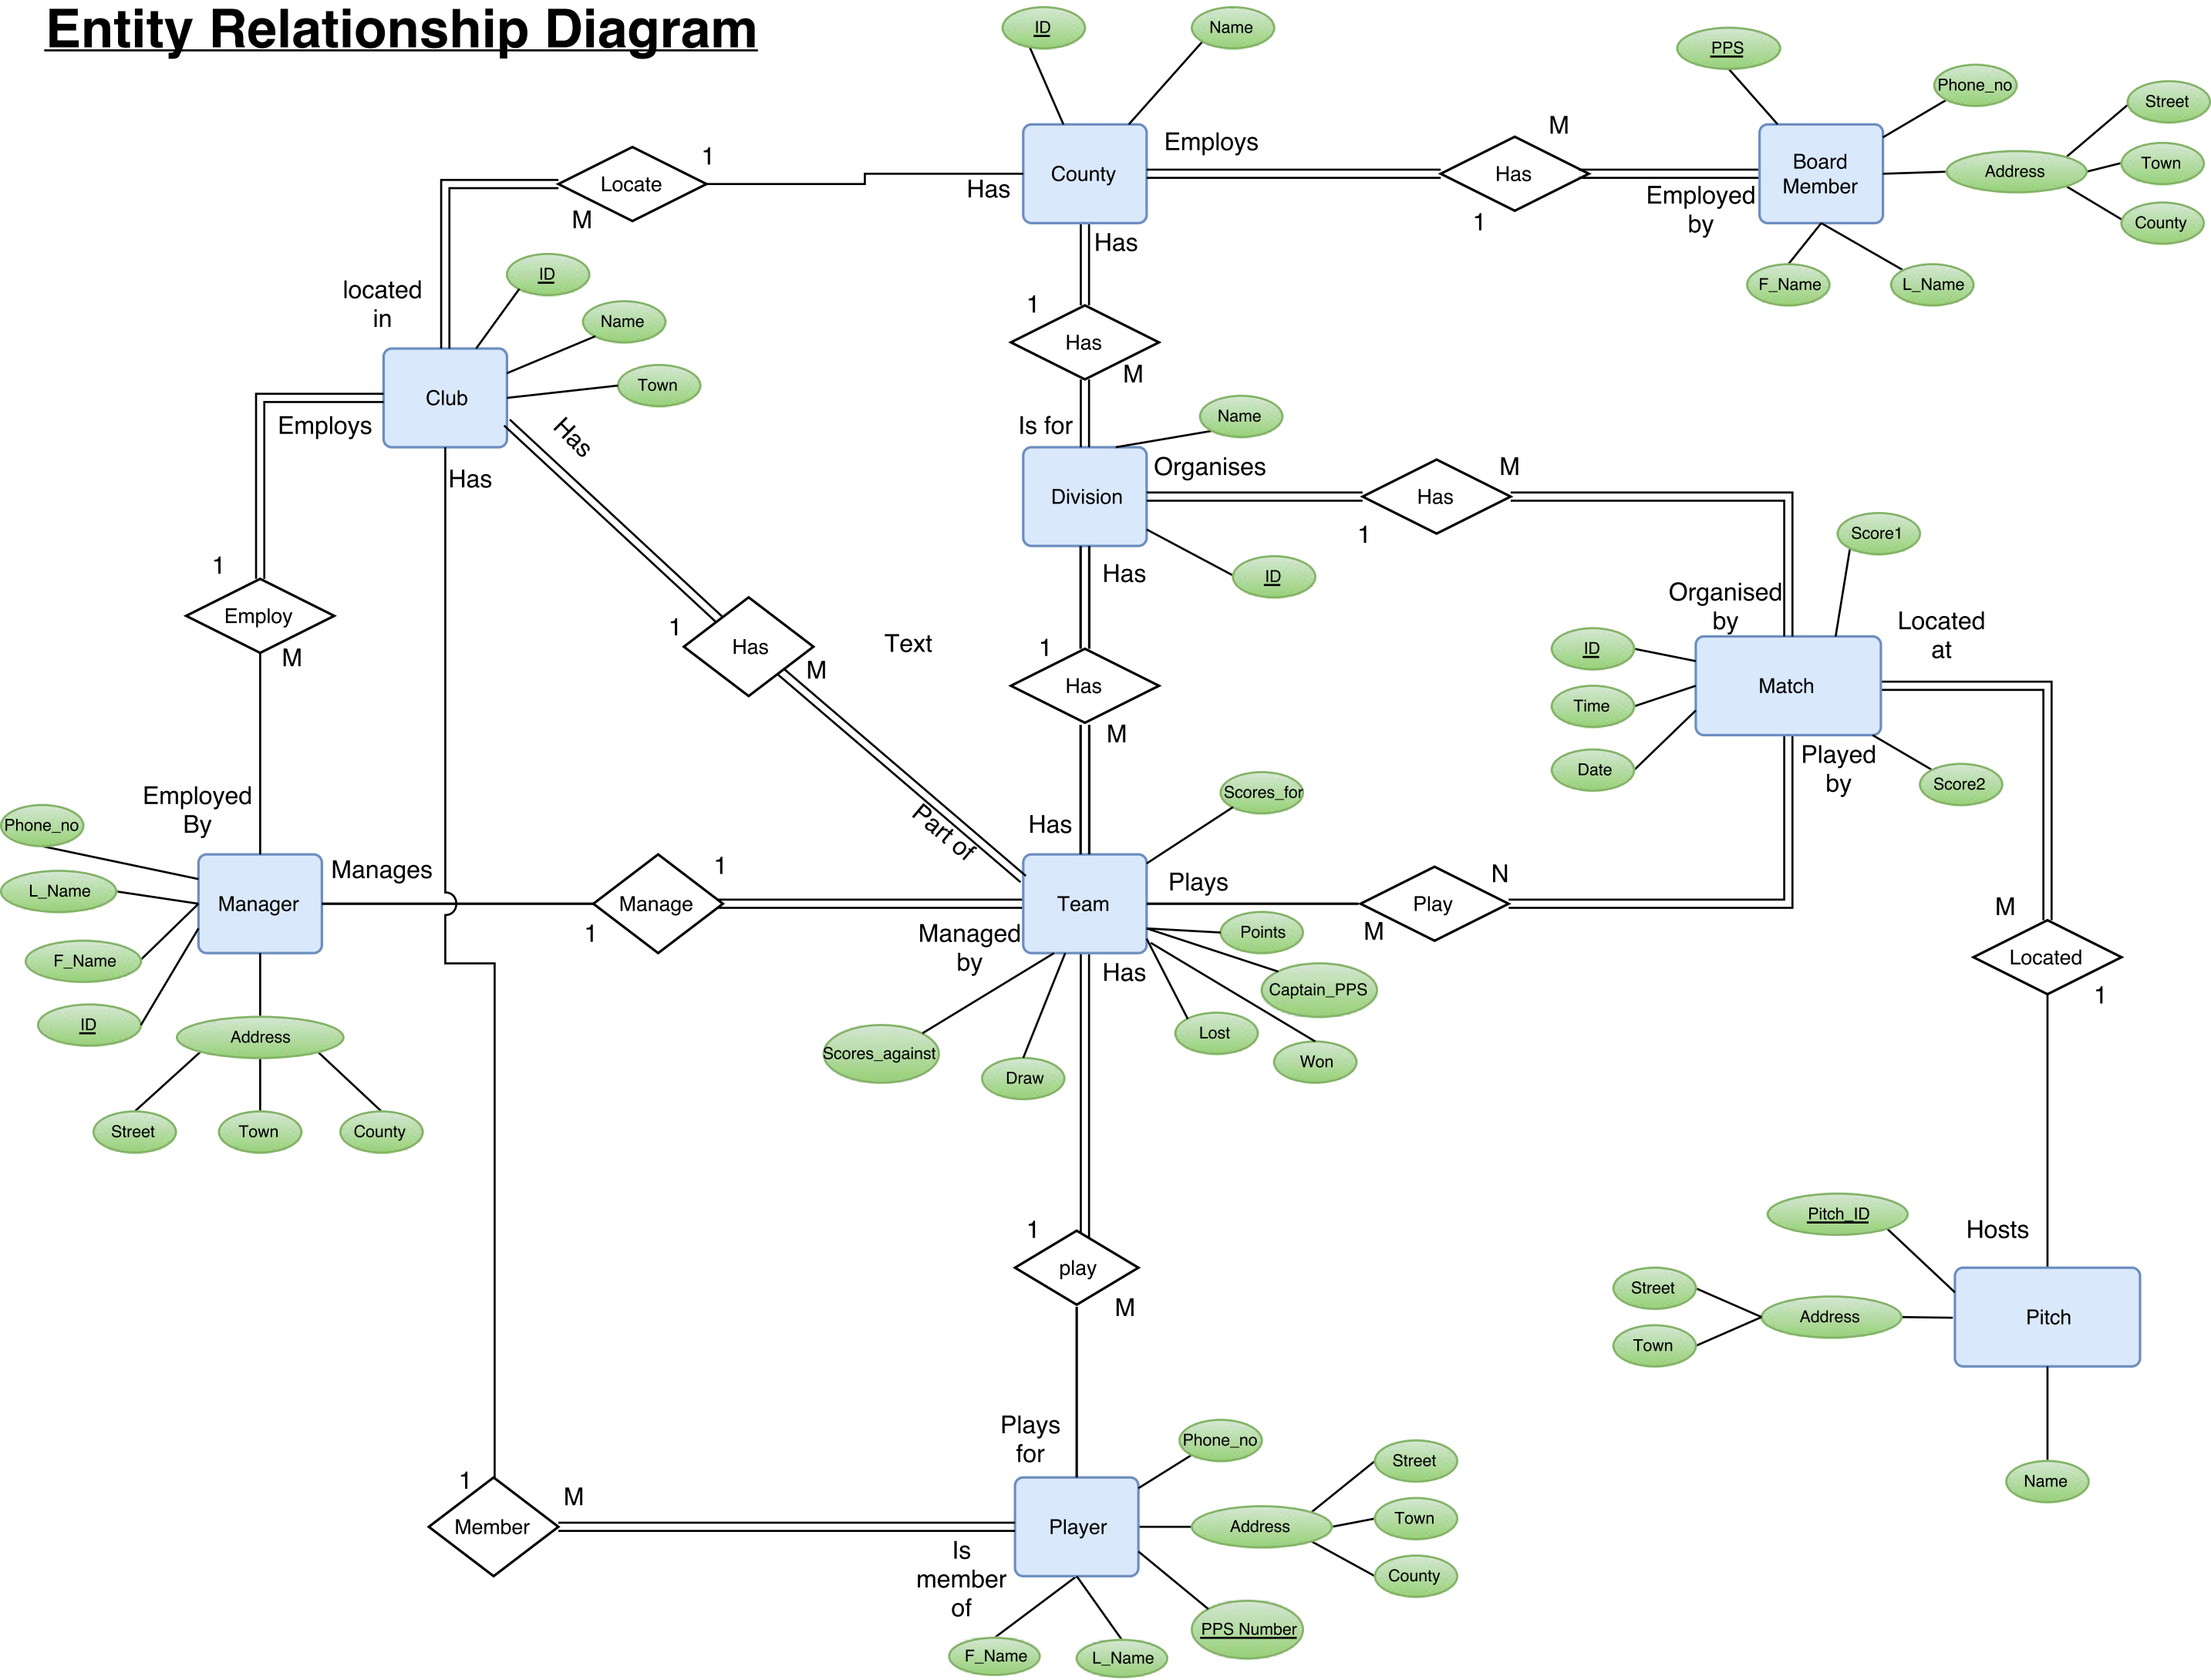 Entity Relationship Diagram
ID
Name
PPS
Phone_no
Street
Town
County
Address
Board
Member
F_Name
L_Name
County
Employs
M
Has
1
Employed
by
Has
1
Locate
M
located
in
Has
1
Has
M
Is for
ID
Name
Town
Club
Employs
Has
Has
Name
Division
Organises
ID
Has
M
Has
1
Score1
Organised
by
Located
at
ID
Time
Date
Match
Played
by
Score2
1
Employ
M
Employed
By
1
Has
M
Part of
Text
1
Has
M
Has
Scores_for
Phone_no
L_Name
F_Name
ID
Manager
Manages
Address
Street
Town
County
1
Manage
1
Managed
by
Team
Plays
N
Play
M
Has
Points
Captain_PPS
Lost
Won
Scores_against
Draw
M
Located
1
Hosts
Pitch_ID
Street
Town
Address
Pitch
Name
1
play
M
Plays
for
1
Member
M
Is
member
of
Player
Phone_no
Street
Address
Town
County
PPS Number
F_Name
L_Name